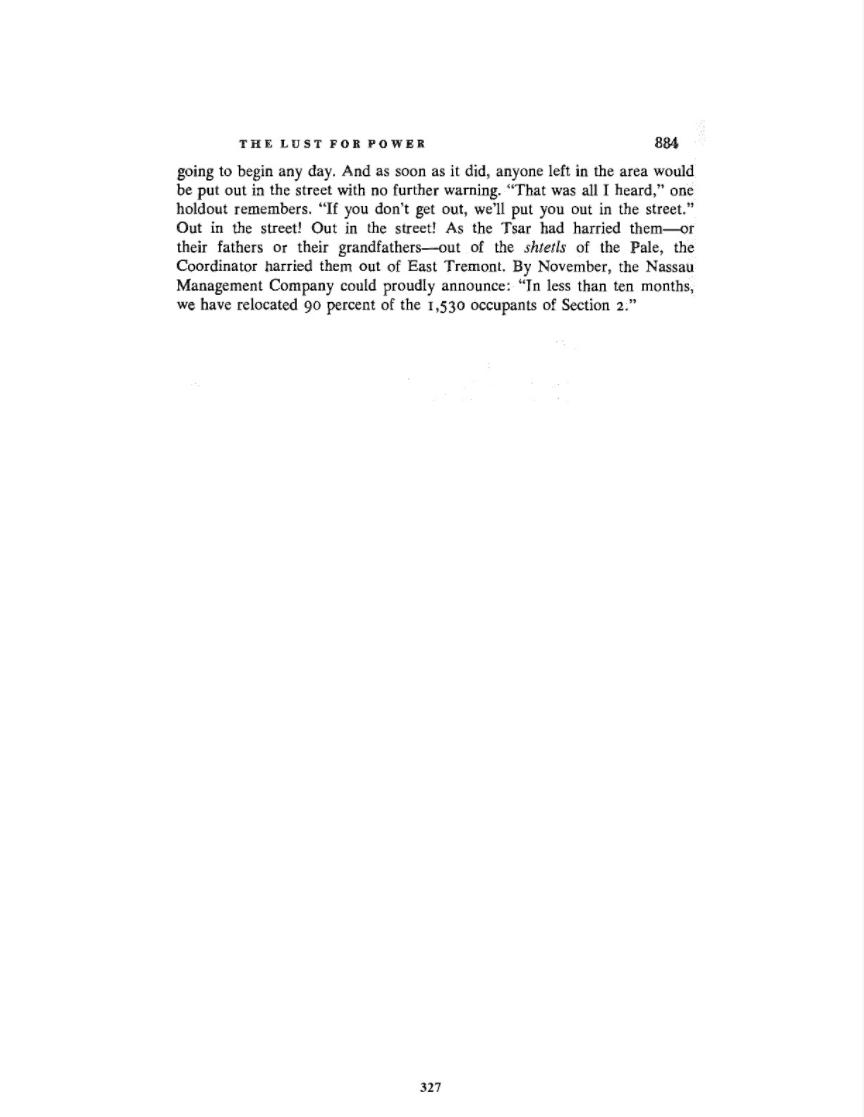 THE LUST FOR POWER 884
going to begin any day. And as soon as it did, anyone left in the area would
be put out in the street with no further warning. “That was all I heard,” one
holdout remembers. “If you don't get out, we'll put you out in the street.”
Out in the street! Out in the street! As the Tsar had harried them—or
their fathers or their grandfathers—out of the shtetls of the Pale, the
Coordinator harried them out of East Tremont. By November, the Nassau
Management Company could proudly announce: “In less than ten months,
we have relocated 90 percent of the 1,530 occupants of Section 2.”
327